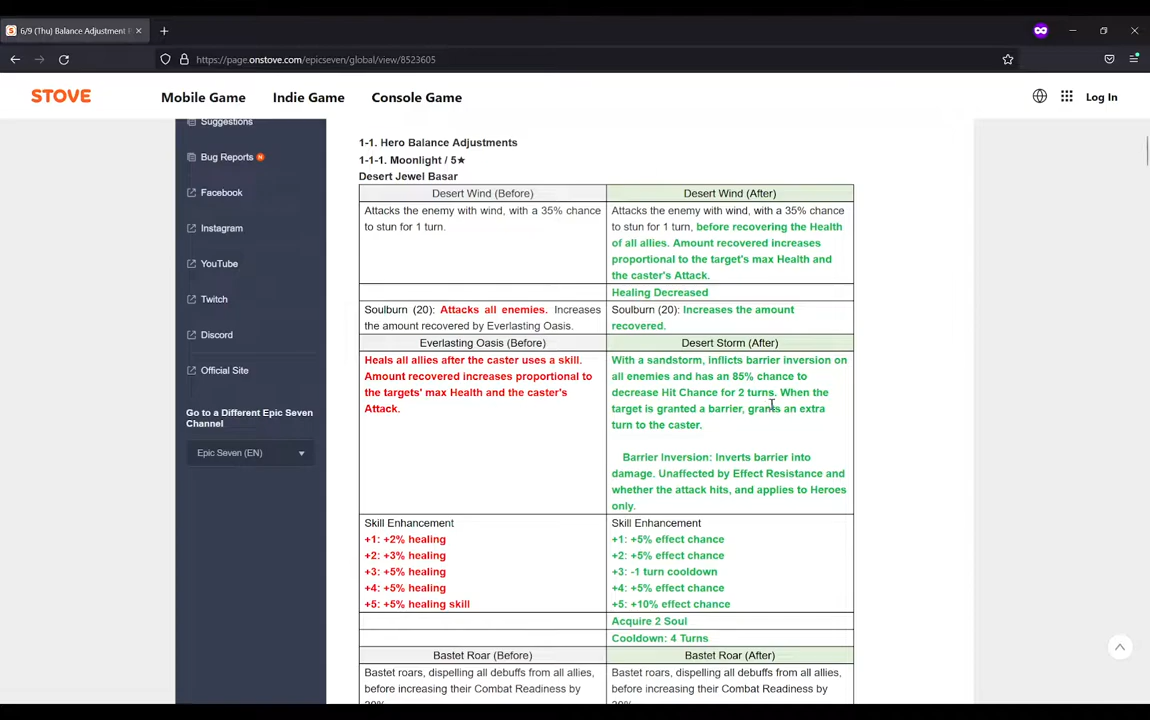 6/9 (Thu) Balance Adjustment
https://page.onstove.com/epicseven/global/view/8523605
STOVE
Mobile Game
Indie Game
Console Game
Log In
Suggestions
Bug Reports N
Facebook
Instagram
YouTube
Twitch
Discord
Official Site
Go to a Different Epic Seven
Channel
Epic Seven (EN)
1-1. Hero Balance Adjustments
1-1-1. Moonlight / 5★
Desert Jewel Basar
Desert Wind (Before)
Desert Wind (After)
Attacks the enemy with wind, with a 35% chance
to stun for 1 turn.
Attacks the enemy with wind, with a 35% chance
to stun for 1 turn, before recovering the Health
of all allies. Amount recovered increases
proportional to the target's max Health and
the caster's Attack.
Healing Decreased
Soulburn (20): Attacks all enemies. Increases
the amount recovered by Everlasting Oasis.
Soulburn (20): Increases the amount
recovered.
Everlasting Oasis (Before)
Desert Storm (After)
Heals all allies after the caster uses a skill.
Amount recovered increases proportional to
the targets' max Health and the caster's
Attack.
With a sandstorm, inflicts barrier inversion on
all enemies and has an 85% chance to
decrease Hit Chance for 2 turns. When the
target is granted a barrier, grants an extra
turn to the caster.
Barrier Inversion: Inverts barrier into
damage. Unaffected by Effect Resistance and
whether the attack hits, and applies to Heroes
only.
Skill Enhancement
+1: +2% healing
+2: +3% healing
+3: +5% healing
+4: +5% healing
+5: +5% healing skill
Skill Enhancement
+1: +5% effect chance
+2: +5% effect chance
+3: -1 turn cooldown
+4: +5% effect chance
+5: +10% effect chance
Acquire 2 Soul
Cooldown: 4 Turns
Bastet Roar (Before)
Bastet Roar (After)
Bastet roars, dispelling all debuffs from all allies,
before increasing their Combat Readiness by
Bastet roars, dispelling all debuffs from all allies,
before increasing their Combat Readiness by